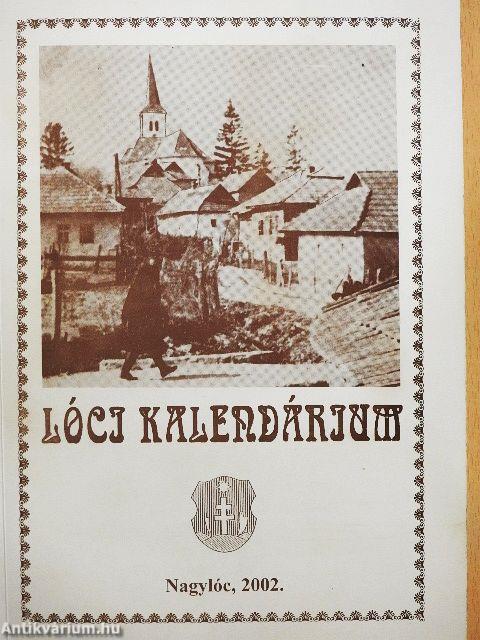 LÓCI KALENDÁRIUM
Nagylóc, 2002.
Antikvarium.hu